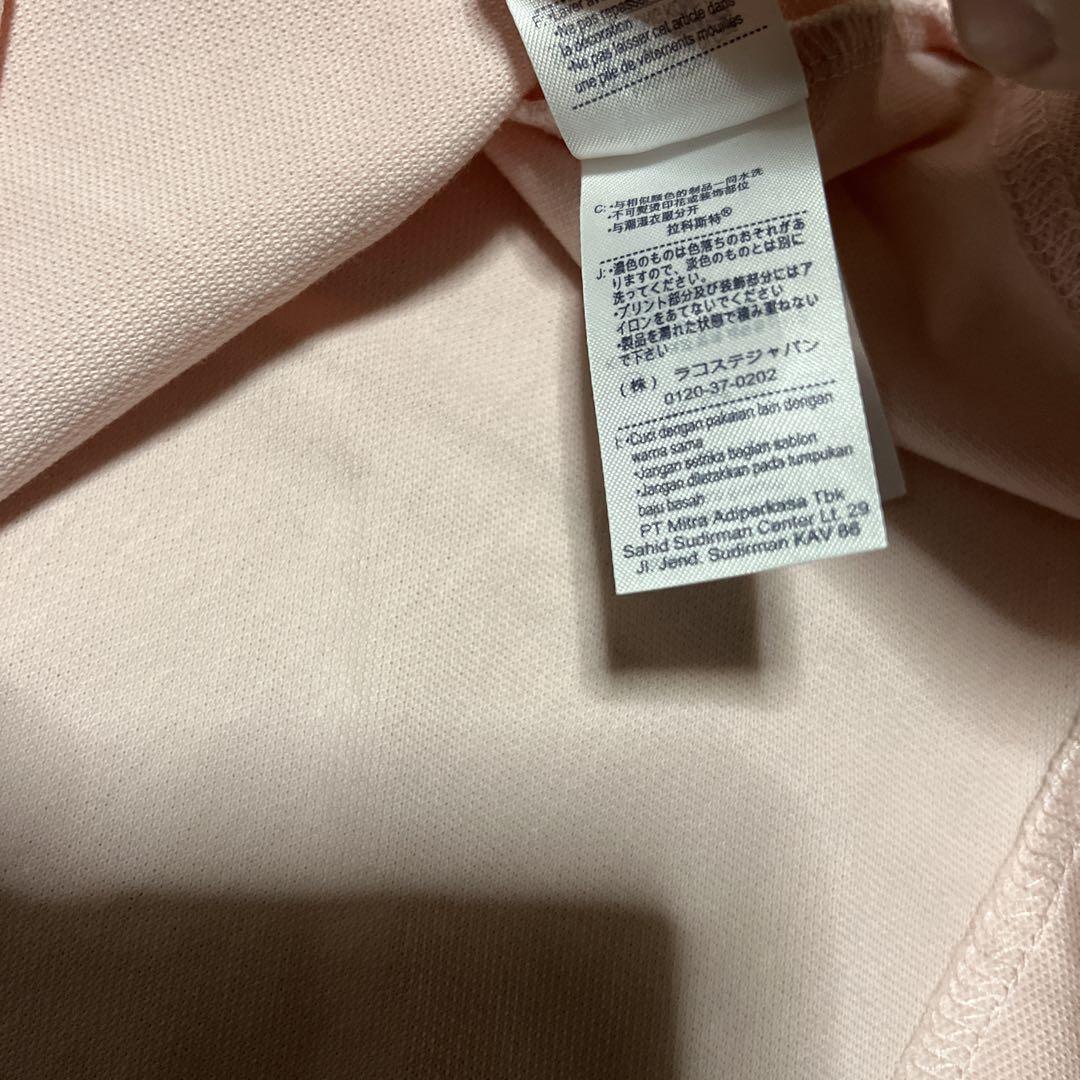 •Ne pas repasser
la décoration
•Ne pas laisser cet article dans
une pile de vêtements mouillés
C: •与相似颜色的制品一同水洗
•不可熨烫印花或装饰部位
•与潮湿衣服分开
拉科斯特®
J: •濃色のものは色落ちのおそれがあ
りますので、淡色のものとは別に
洗ってください。
•プリント部分及び装飾部分にはア
イロンをあてないでください
•製品を濡れた状態で積み重ねない
で下さい
(株) ラコステジャパン
0120-37-0202
I: •Cuci dengan pakaian lain dengan
warna sama
•Jangan setrika bagian sablon
•Jangan diletakkan pada tumpukan
baju basah
PT Mitra Adiperkasa Tbk
Sahid Sudirman Center Lt. 29
Jl. Jend. Sudirman KAV 86